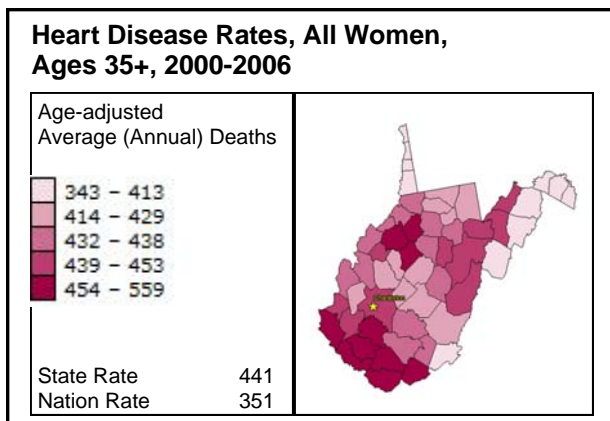 Heart Disease Rates, All Women,
Ages 35+, 2000-2006
Age-adjusted
Average (Annual) Deaths
343 – 413
414 – 429
432 – 438
439 – 453
454 – 559
State Rate 441
Nation Rate 351